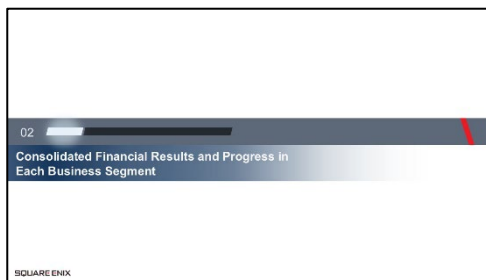 02
Consolidated Financial Results and Progress in
Each Business Segment
SQUARE ENIX